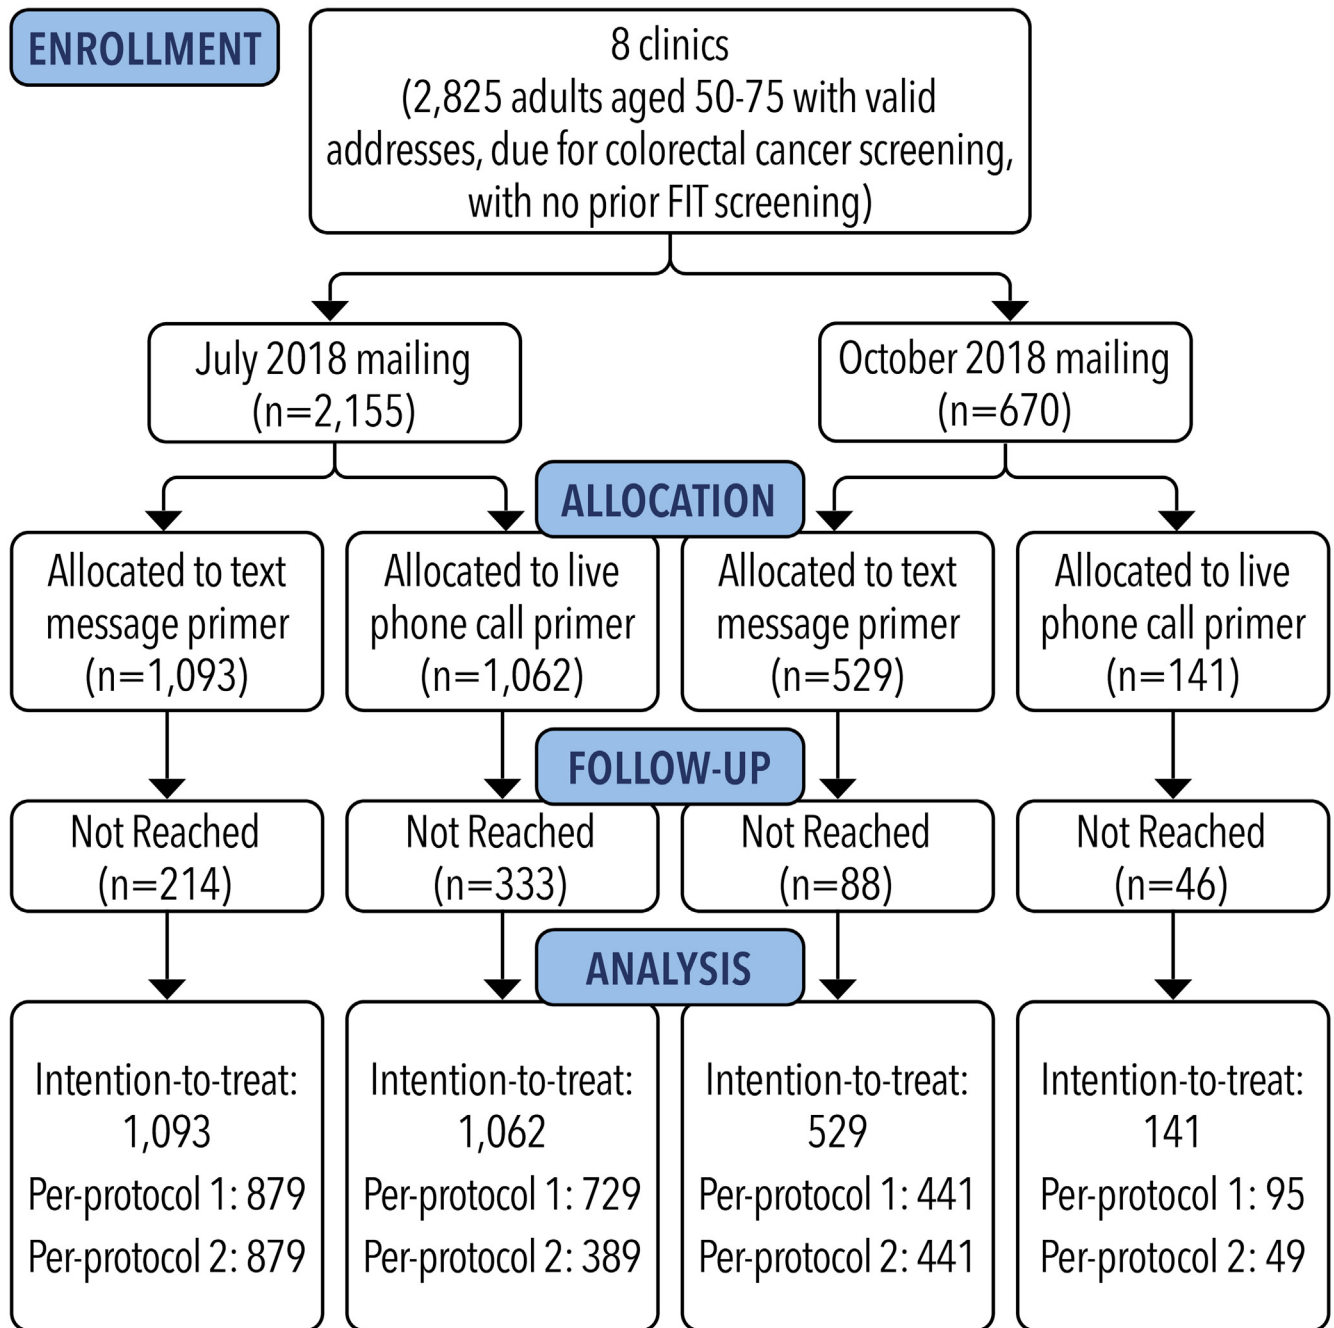 ENROLLMENT
8 clinics
(2,825 adults aged 50-75 with valid
addresses, due for colorectal cancer screening,
with no prior FIT screening)
July 2018 mailing
(n=2,155)
October 2018 mailing
(n=670)
ALLOCATION
Allocated to text
message primer
(n=1,093)
Allocated to live
phone call primer
(n=1,062)
Allocated to text
message primer
(n=529)
Allocated to live
phone call primer
(n=141)
FOLLOW-UP
Not Reached
(n=214)
Not Reached
(n=333)
Not Reached
(n=88)
Not Reached
(n=46)
ANALYSIS
Intention-to-treat:
1,093
Per-protocol 1: 879
Per-protocol 2: 879
Intention-to-treat:
1,062
Per-protocol 1: 729
Per-protocol 2: 389
Intention-to-treat:
529
Per-protocol 1: 441
Per-protocol 2: 441
Intention-to-treat:
141
Per-protocol 1: 95
Per-protocol 2: 49